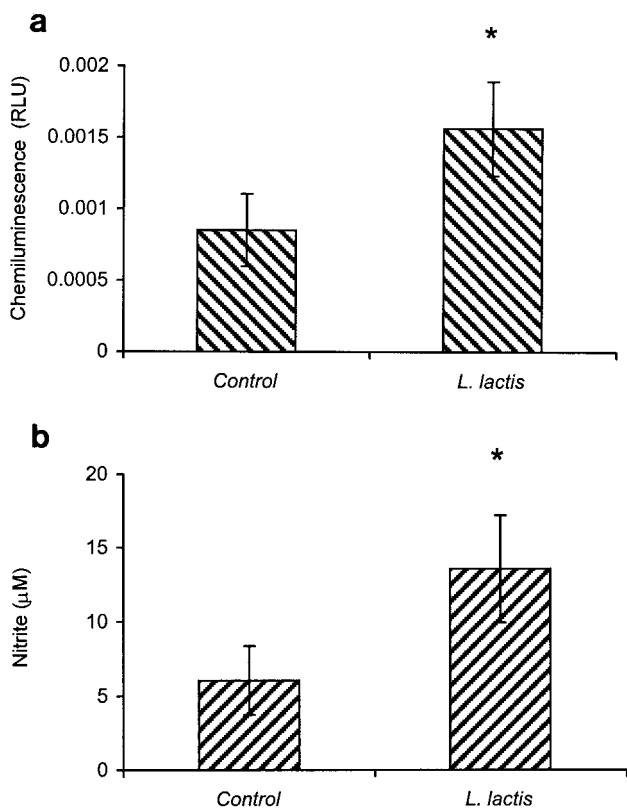 a
*
Chemiluminescence (RLU)
0.002
0.0015
0.001
0.0005
0
Control L. lactis
b
*
Nitrite (μM)
20
15
10
5
0
Control L. lactis